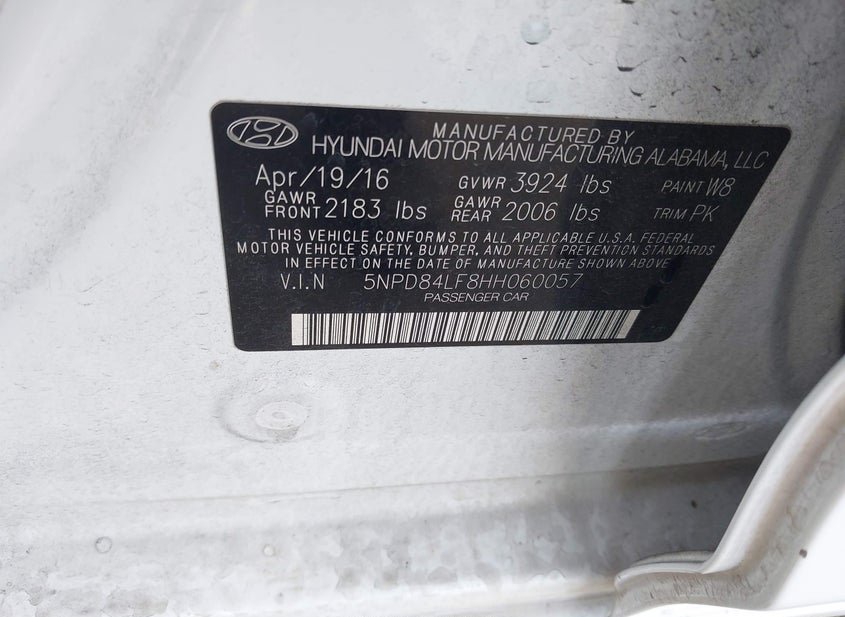 MANUFACTURED BY
HYUNDAI MOTOR MANUFACTURING ALABAMA, LLC
Apr/19/16 GVWR 3924 lbs PAINT W8
GAWR FRONT 2183 lbs GAWR REAR 2006 lbs TRIM PK
THIS VEHICLE CONFORMS TO ALL APPLICABLE U.S.A. FEDERAL
MOTOR VEHICLE SAFETY, BUMPER, AND THEFT PREVENTION STANDARDS
IN EFFECT ON THE DATE OF MANUFACTURE SHOWN ABOVE
V.I.N 5NPD84LF8HH060057
PASSENGER CAR